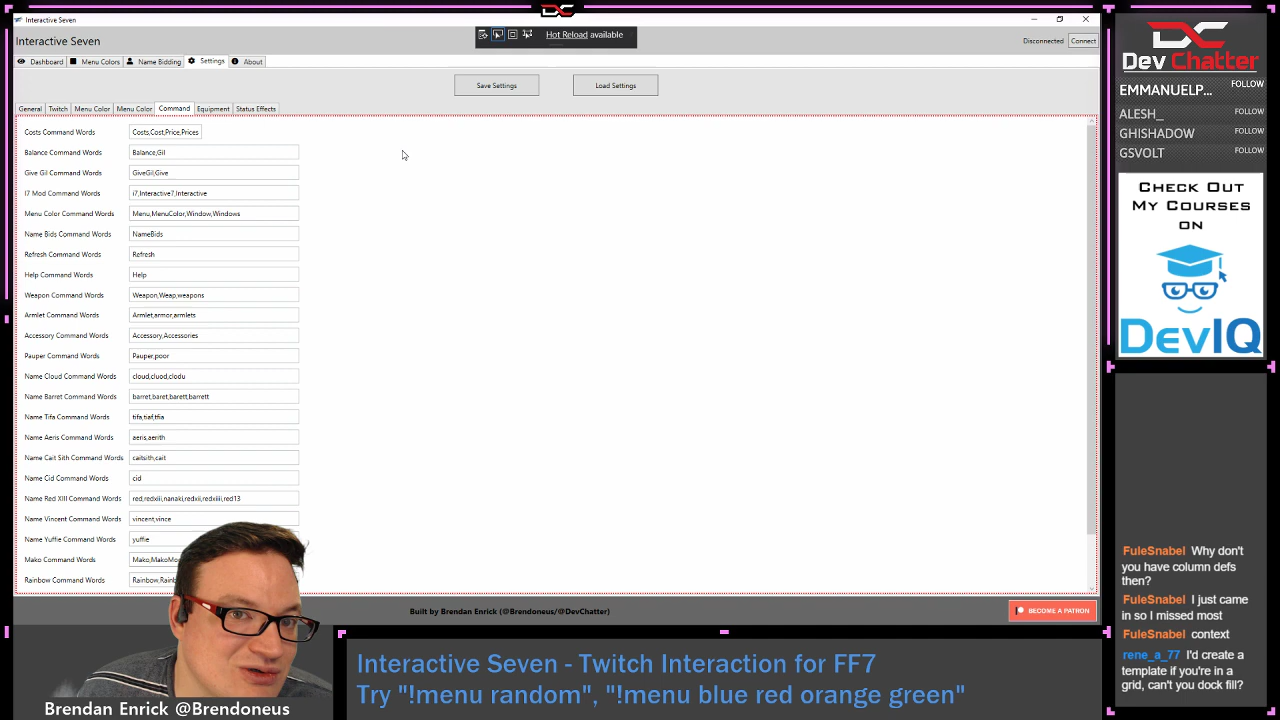 Interactive Seven
Interactive Seven
Hot Reload available
Disconnected
Connect
Dashboard
Menu Colors
Name Bidding
Settings
About
Save Settings
Load Settings
General
Twitch
Menu Color
Menu Color
Command
Equipment
Status Effects
Costs Command Words
Costs,Cost,Price,Prices
Balance Command Words
Balance,Gil
Give Gil Command Words
GiveGil,Give
I7 Mod Command Words
i7,Interactive7,Interactive
Menu Color Command Words
Menu,MenuColor,Window,Windows
Name Bids Command Words
NameBids
Refresh Command Words
Refresh
Help Command Words
Help
Weapon Command Words
Weapon,Weap,weapons
Armlet Command Words
Armlet,armor,armlets
Accessory Command Words
Accessory,Accessories
Pauper Command Words
Pauper,poor
Name Cloud Command Words
cloud,cluod,clodu
Name Barret Command Words
barret,baret,barett,barrett
Name Tifa Command Words
tifa,tiaf,tfia
Name Aeris Command Words
aeris,aerith
Name Cait Sith Command Words
caitsith,cait
Name Cid Command Words
cid
Name Red XIII Command Words
red,redxiii,nanaki,redxii,redxiiii,red13
Name Vincent Command Words
vincent,vince
Name Yuffie Command Words
yuffie
Mako Command Words
Rainbow Command Words
Built by Brendan Enrick (@Brendoneus/@DevChatter)
BECOME A PATRON
Interactive Seven - Twitch Interaction for FF7
Try "!menu random", "!menu blue red orange green"
Brendan Enrick @Brendoneus
DC
DC
Dev Chatter
EMMANUELP... FOLLOW
ALESH_ FOLLOW
GHISHADOW FOLLOW
GSVOLT FOLLOW
CHECK OUT
MY COURSES
ON
DevIQ
FuleSnabel Why don't
you have column defs
then?
FuleSnabel I just came
in so I missed most
FuleSnabel context
rene_a_77 I'd create a
template if you're in a
grid, can't you dock fill?